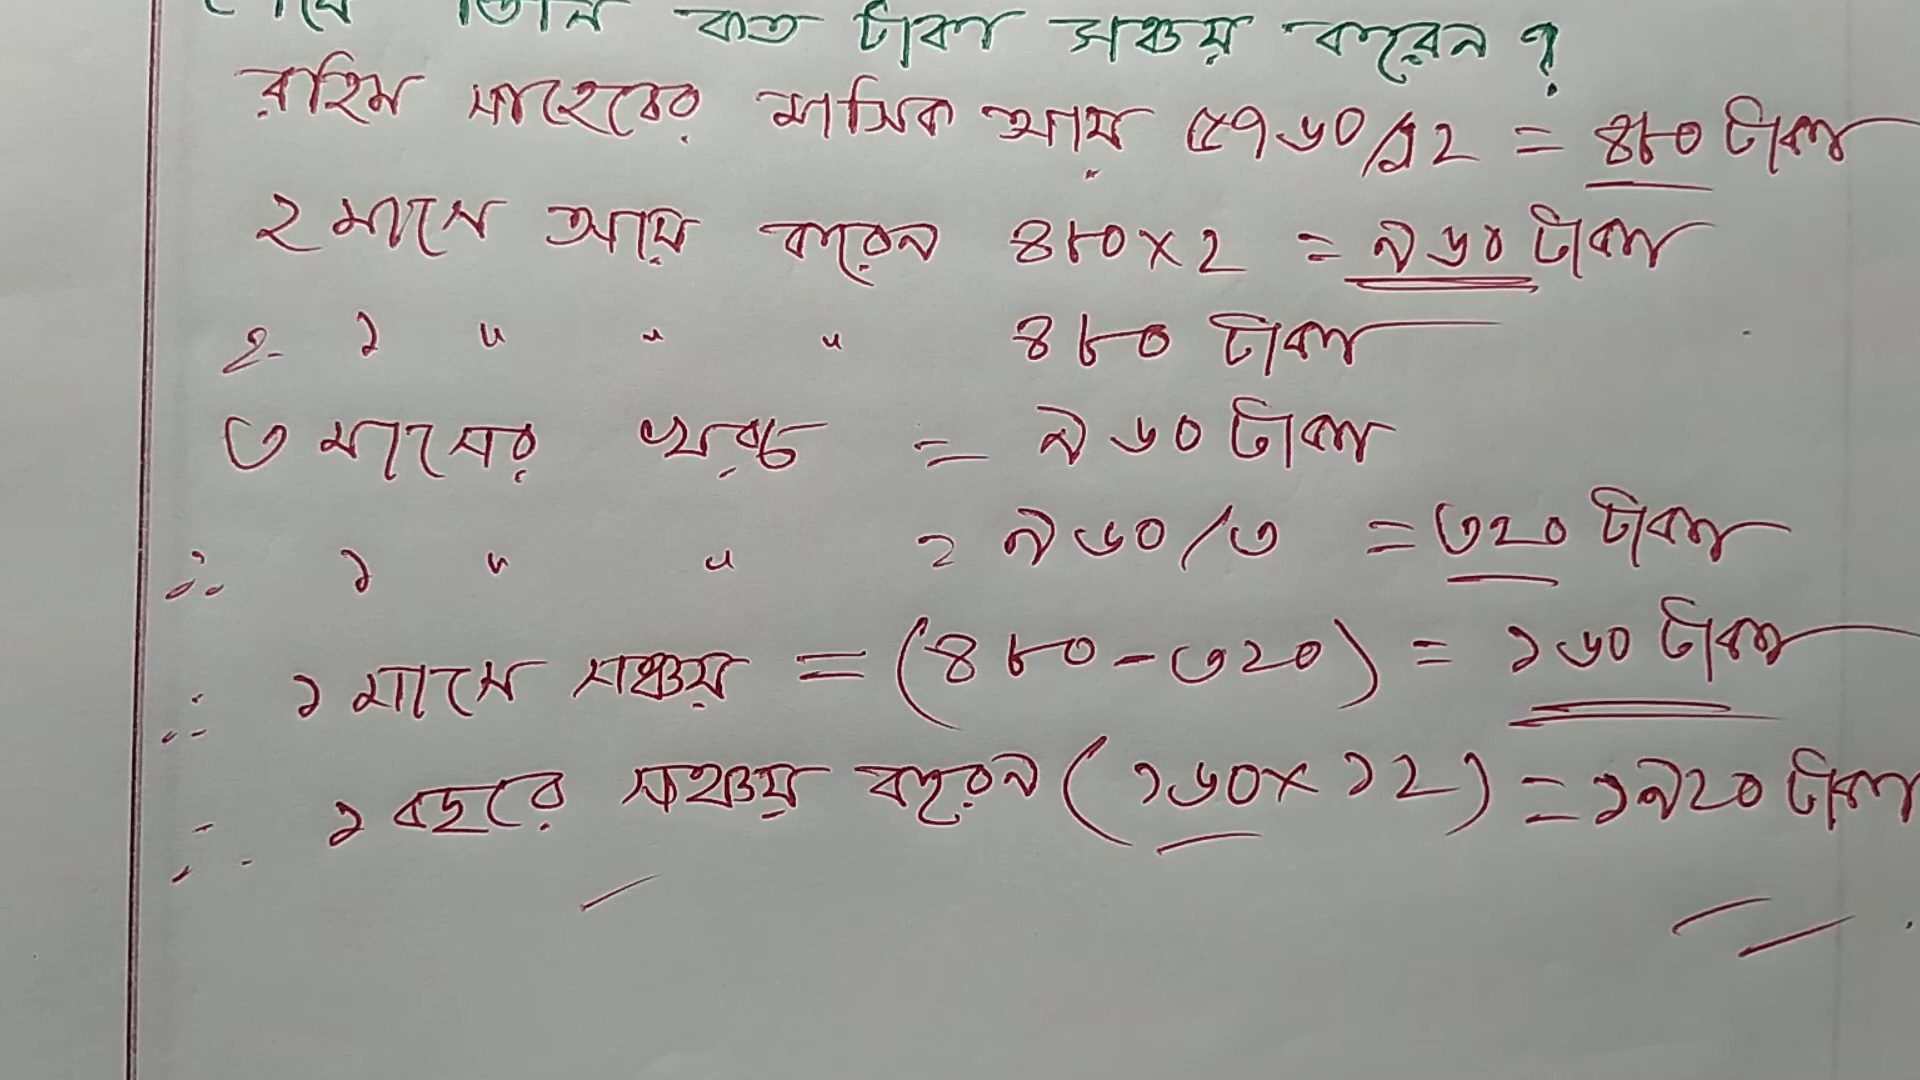 তিনি কত টাকা সঞ্চয় করেন ?
রহিম সাহেবের মাসিক আয় ৫৭৬০/১২ = ৪৮০ টাকা
২ মাসে আয় করেন ৪৮০×২ = ৯৬০ টাকা
১ " " " ৪৮০ টাকা
৩ মাসের খরচ = ৯৬০ টাকা
∴ ১ " " = ৯৬০/৩ = ৩২০ টাকা
∴ ১ মাসে সঞ্চয় = (৪৮০-৩২০) = ১৬০ টাকা
∴ ১ বছরে সঞ্চয় করেন (১৬০×১২) = ১৯২০ টাকা